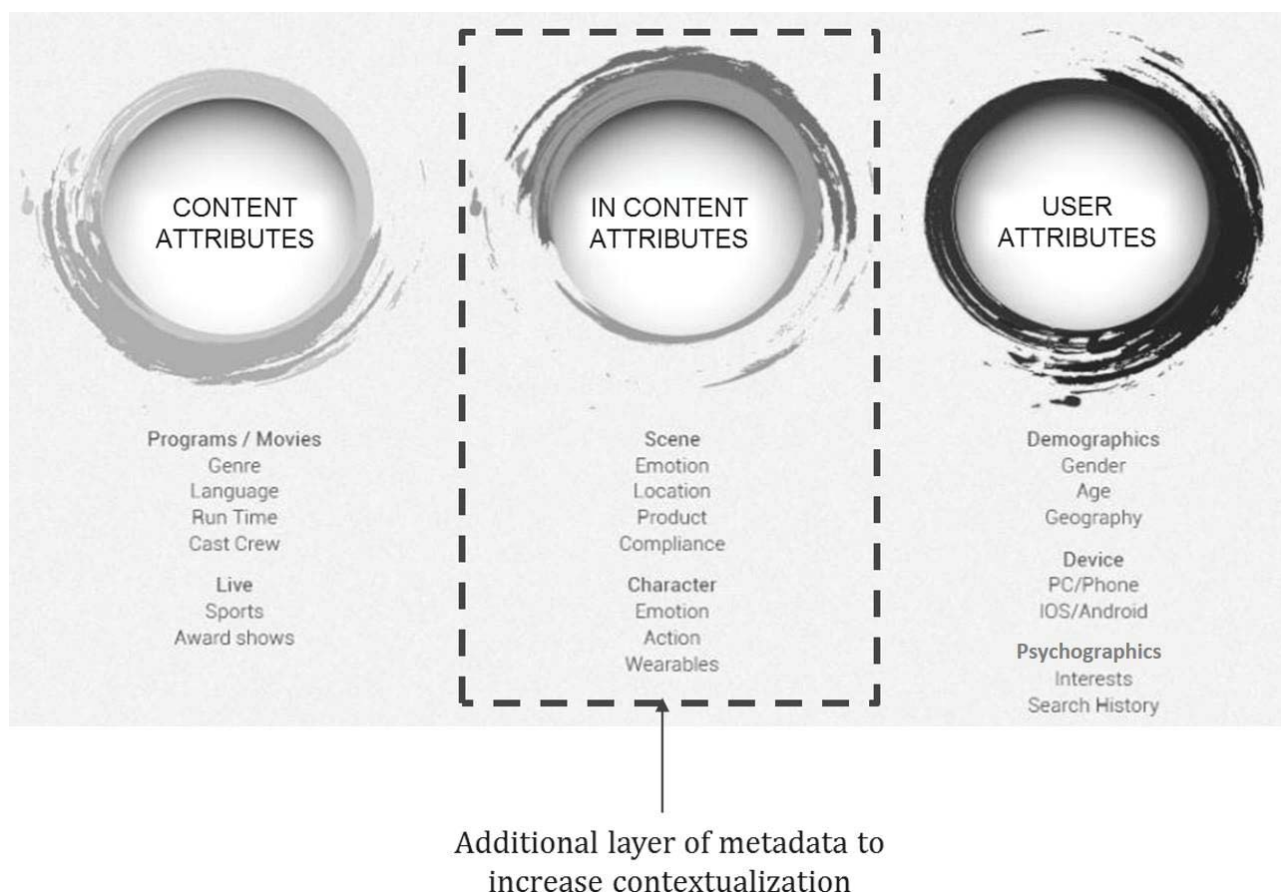 CONTENT
ATTRIBUTES
Programs / Movies
Genre
Language
Run Time
Cast Crew
Live
Sports
Award shows
IN CONTENT
ATTRIBUTES
Scene
Emotion
Location
Product
Compliance
Character
Emotion
Action
Wearables
USER
ATTRIBUTES
Demographics
Gender
Age
Geography
Device
PC/Phone
IOS/Android
Psychographics
Interests
Search History
Additional layer of metadata to
increase contextualization